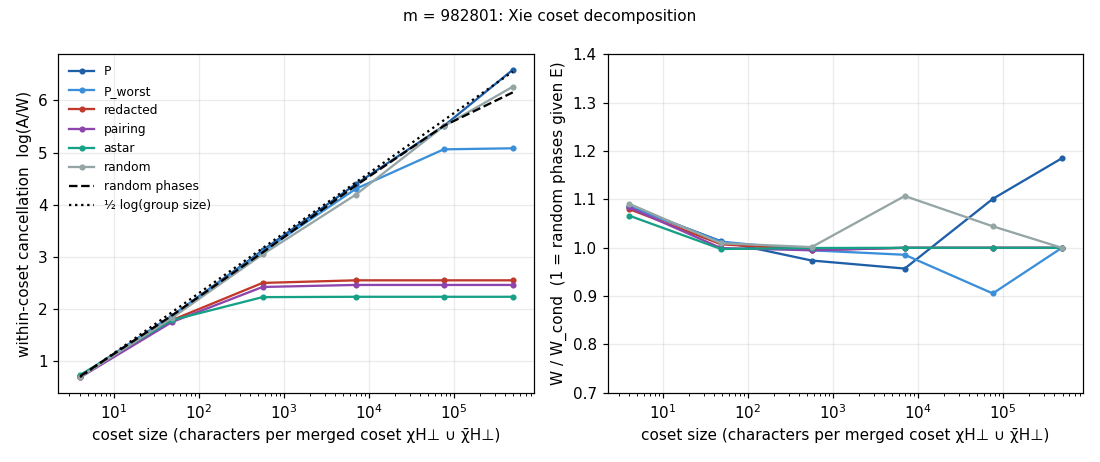 m = 982801: Xie coset decomposition
within-coset cancellation log(A/W)
6
5
4
3
2
1
P
P_worst
redacted
pairing
astar
random
random phases
½ log(group size)
10¹ 10² 10³ 10⁴ 10⁵
coset size (characters per merged coset χH⊥ ∪ χ̄H⊥)
W / W_cond (1 = random phases given E)
1.4
1.3
1.2
1.1
1.0
0.9
0.8
0.7
10¹ 10² 10³ 10⁴ 10⁵
coset size (characters per merged coset χH⊥ ∪ χ̄H⊥)